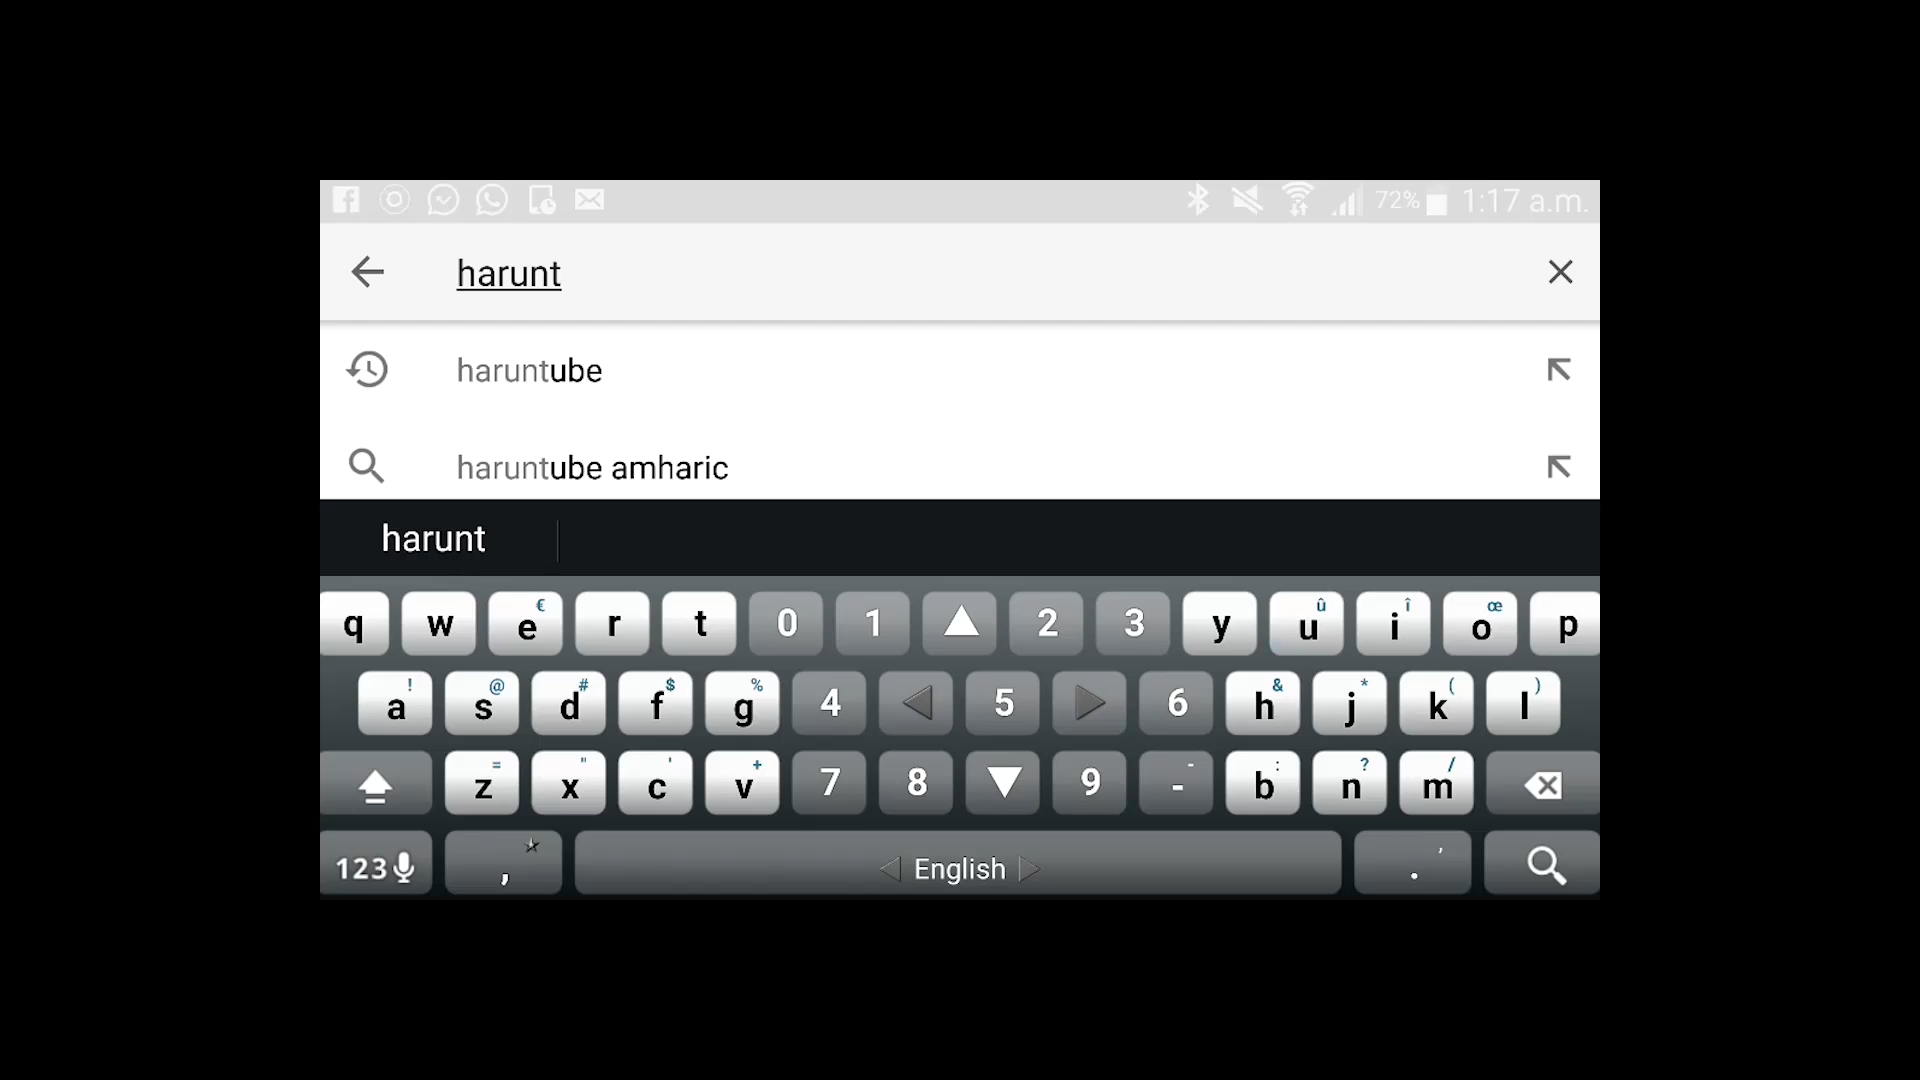 72% 1:17 a.m.
harunt
haruntube
haruntube amharic
harunt
q w e € r t 0 1 2 3 y u û i î o œ p
a ! s @ d # f $ g % 4 5 6 h & j * k ( l )
z = x " c ' v + 7 8 9 - - b : n ? m /
123 , English . ,